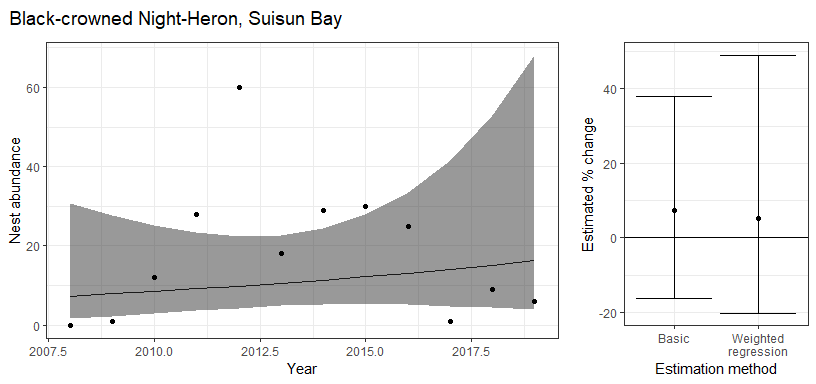 Black-crowned Night-Heron, Suisun Bay
Nest abundance
60
40
20
0
2007.5
2010.0
2012.5
2015.0
2017.5
Year
Estimated % change
40
20
0
-20
Basic
Weighted
regression
Estimation method